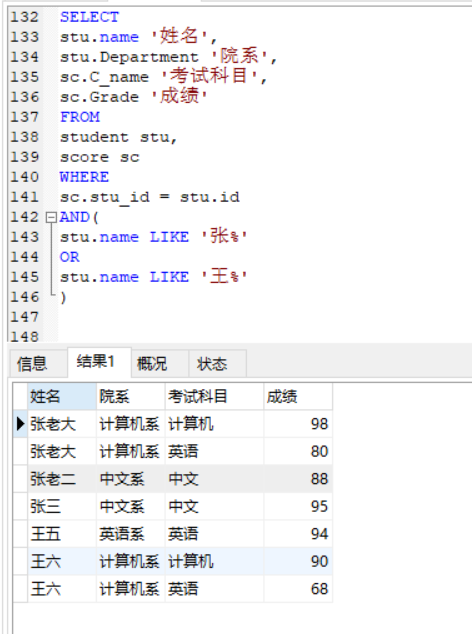 132 SELECT
133 stu.name '姓名',
134 stu.Department '院系',
135 sc.C_name '考试科目',
136 sc.Grade '成绩'
137 FROM
138 student stu,
139 score sc
140 WHERE
141 sc.stu_id = stu.id
142 AND(
143 stu.name LIKE '张%'
144 OR
145 stu.name LIKE '王%'
146 )
147
148
信息 结果1 概况 状态
姓名 院系 考试科目 成绩
张老大 计算机系 计算机 98
张老大 计算机系 英语 80
张老二 中文系 中文 88
张三 中文系 中文 95
王五 英语系 英语 94
王六 计算机系 计算机 90
王六 计算机系 英语 68